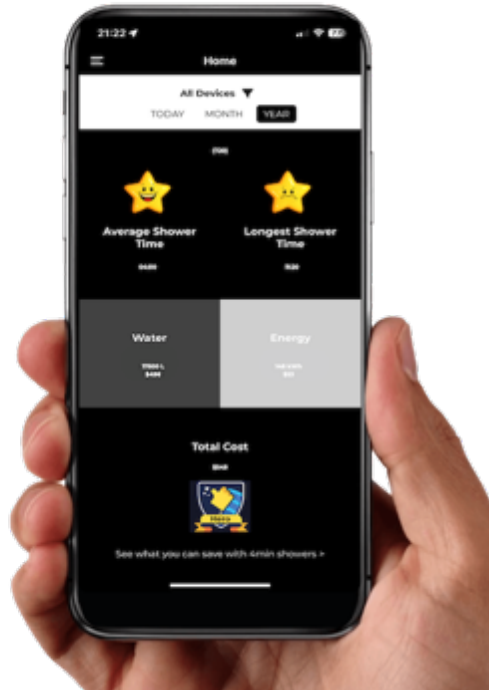 21:22
Home
All Devices
TODAY MONTH YEAR
Average Shower Longest Shower
Time Time
Water Energy
Total Cost
Hero
See what you can save with 4min showers >